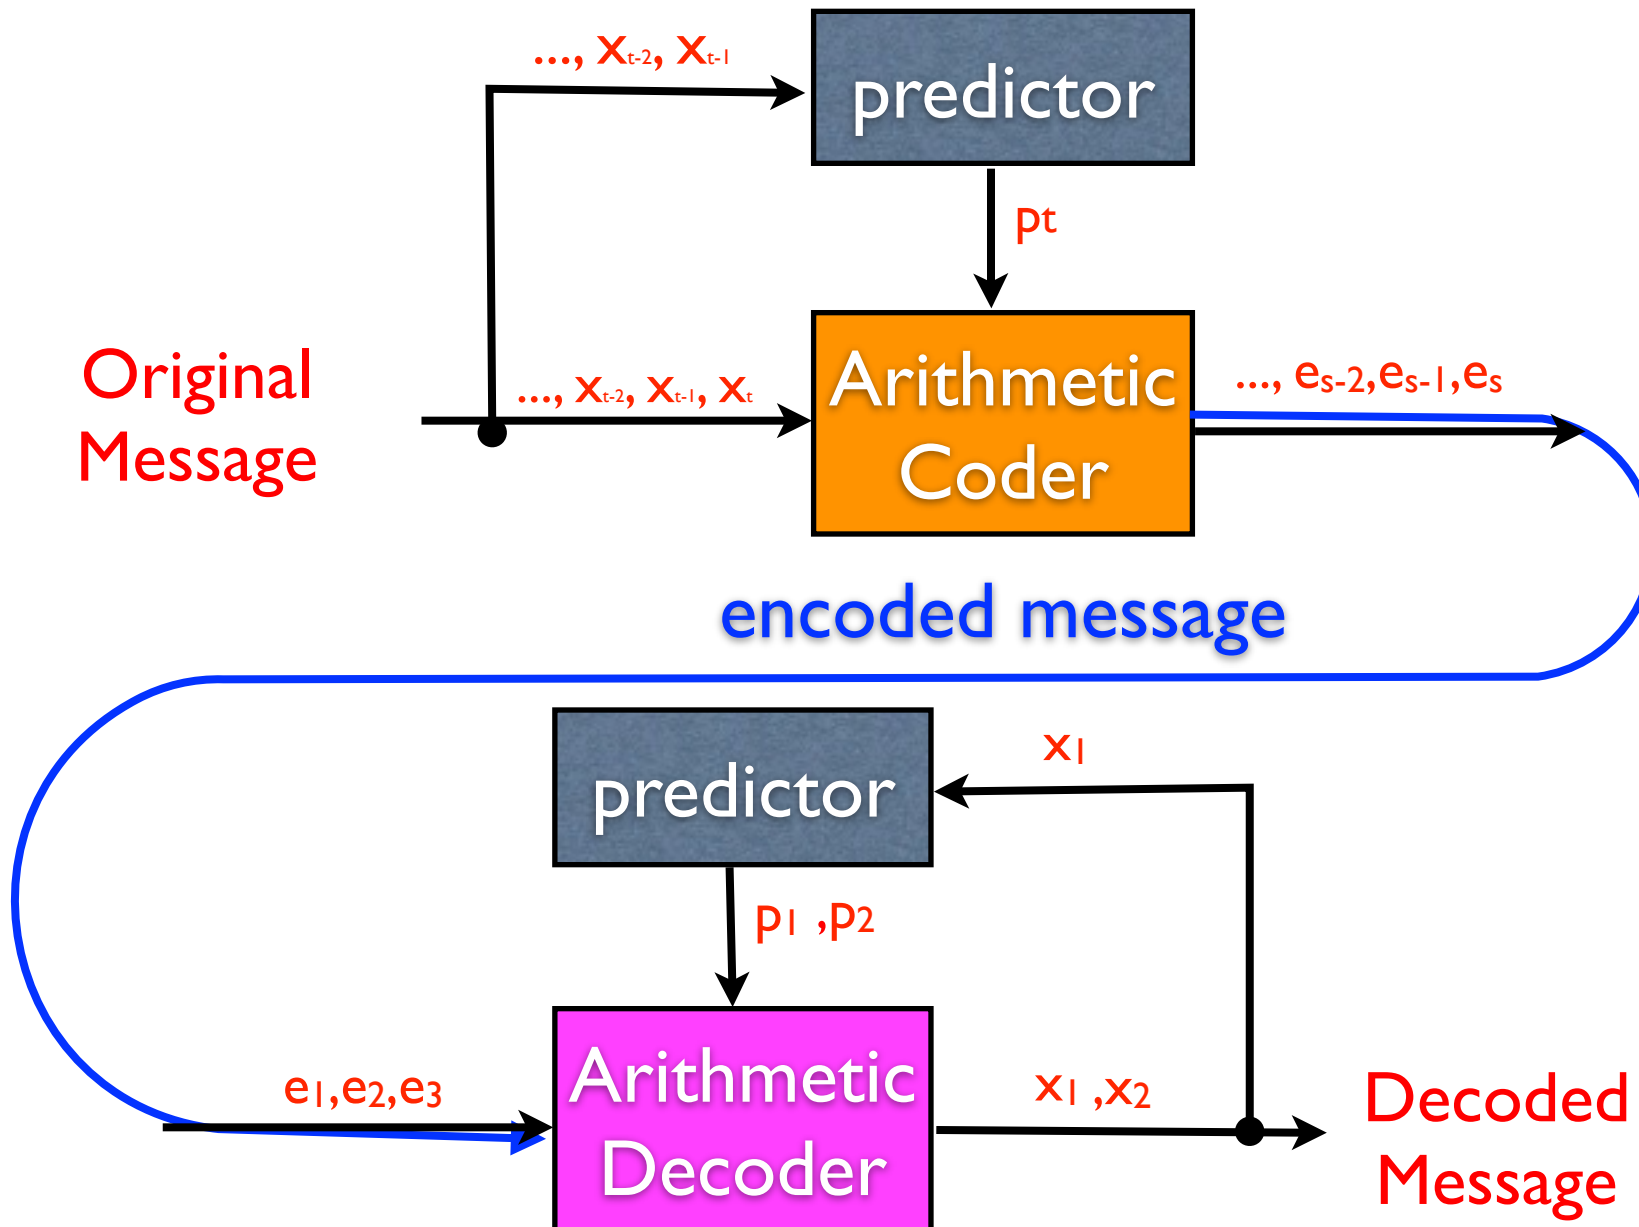 ..., xt-2, xt-1
predictor
pt
Original
Message
..., xt-2, xt-1, xt
Arithmetic
Coder
..., es-2,es-1,es
encoded message
predictor
x1
p1 ,p2
e1,e2,e3
Arithmetic
Decoder
x1 ,x2
Decoded
Message